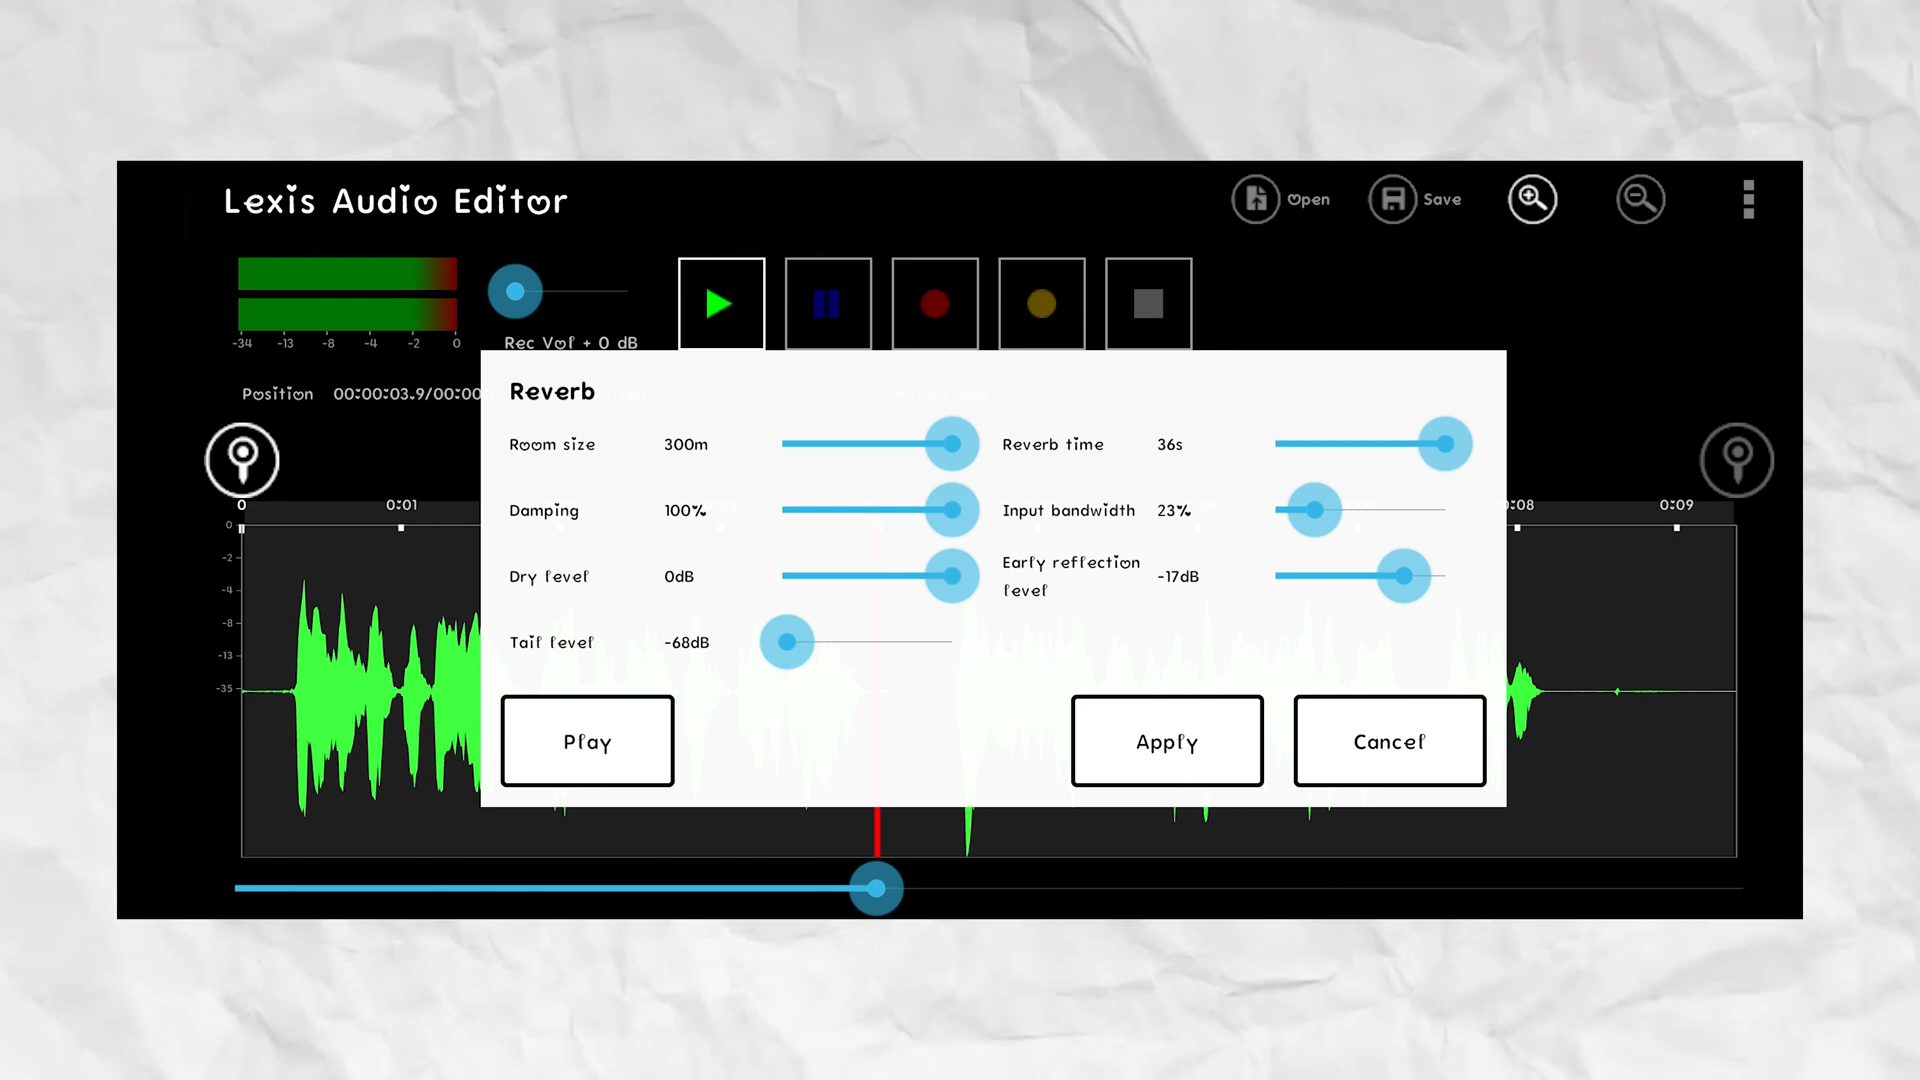 Lexis Audio Editor
Open
Save
-34 -13 -8 -4 -2 0
Rec Vol + 0 dB
Position 00:00:03.9/00:00
Reverb
Room size 300m
Reverb time 36s
0 0:01 0:08 0:09
Damping 100%
Input bandwidth 23%
0
-2
-4
-8
-13
-35
Dry level 0dB
Early reflection
level
-17dB
Tail level -68dB
Play
Apply
Cancel